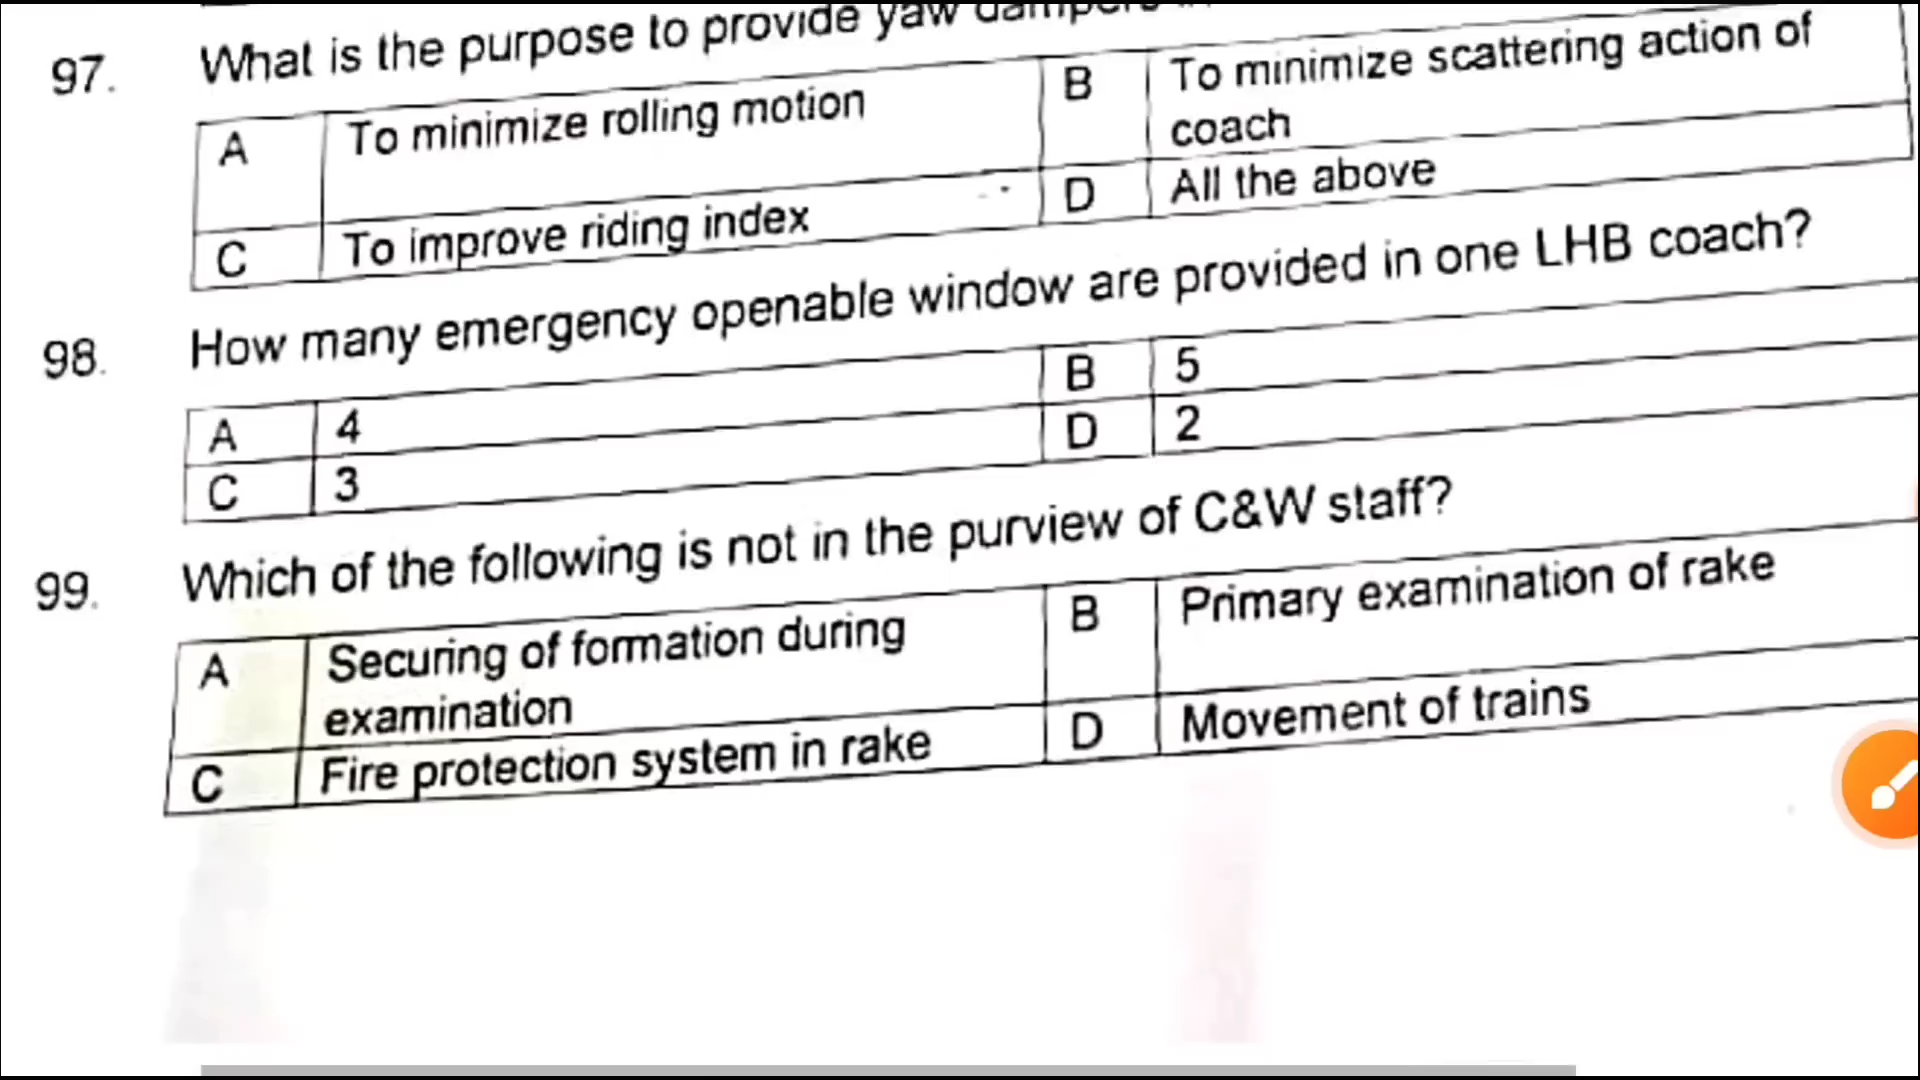 97. What is the purpose to provide yaw dampers
A To minimize rolling motion B To minimize scattering action of
coach
C To improve riding index D All the above
98. How many emergency openable window are provided in one LHB coach?
A 4 B 5
C 3 D 2
99. Which of the following is not in the purview of C&W staff?
A Securing of formation during B Primary examination of rake
examination
C Fire protection system in rake D Movement of trains